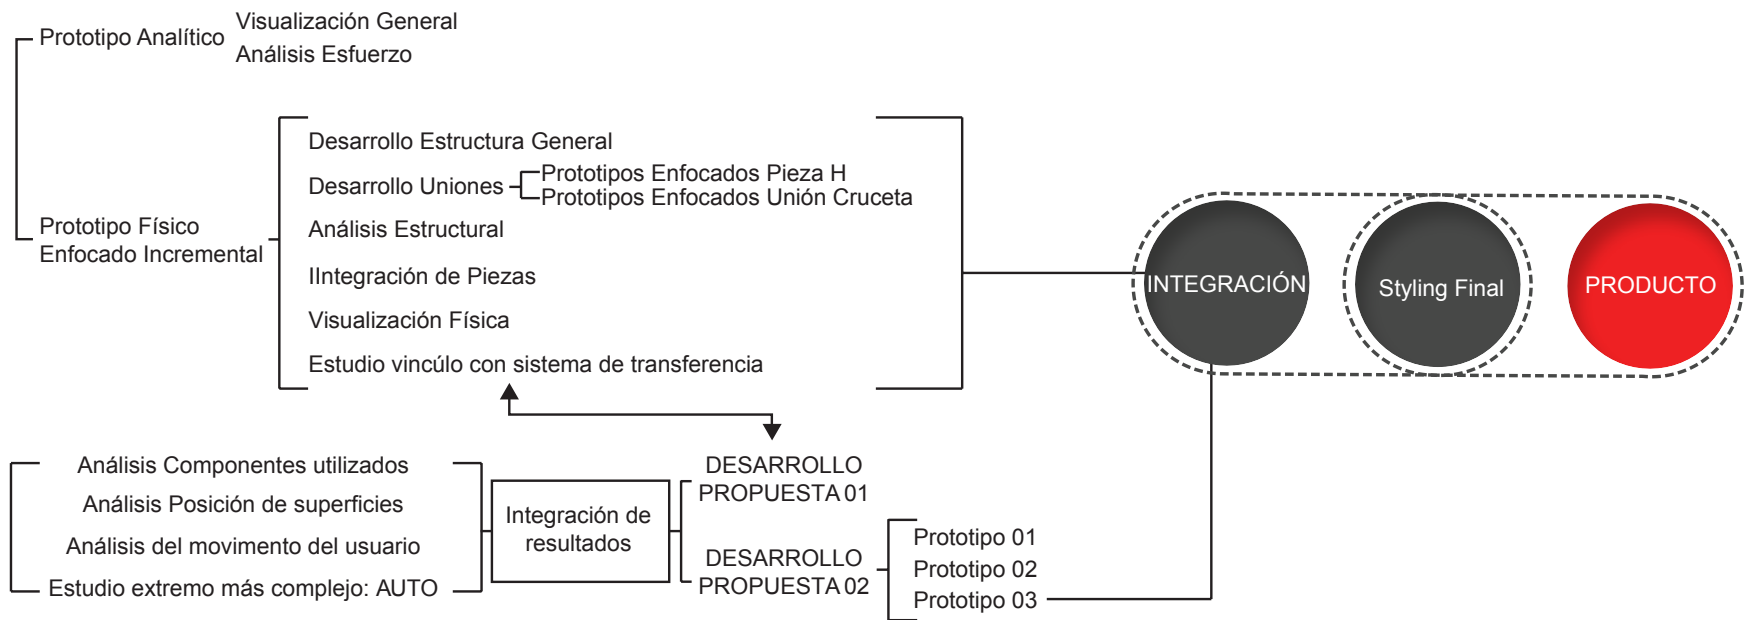 Prototipo Analítico
Visualización General
Análisis Esfuerzo
Prototipo Físico
Enfocado Incremental
Desarrollo Estructura General
Desarrollo Uniones
Prototipos Enfocados Pieza H
Prototipos Enfocados Unión Cruceta
Análisis Estructural
IIntegración de Piezas
Visualización Física
Estudio vincúlo con sistema de transferencia
INTEGRACIÓN
Styling Final
PRODUCTO
Análisis Componentes utilizados
Análisis Posición de superficies
Análisis del movimento del usuario
Estudio extremo más complejo: AUTO
Integración de
resultados
DESARROLLO
PROPUESTA 01
DESARROLLO
PROPUESTA 02
Prototipo 01
Prototipo 02
Prototipo 03